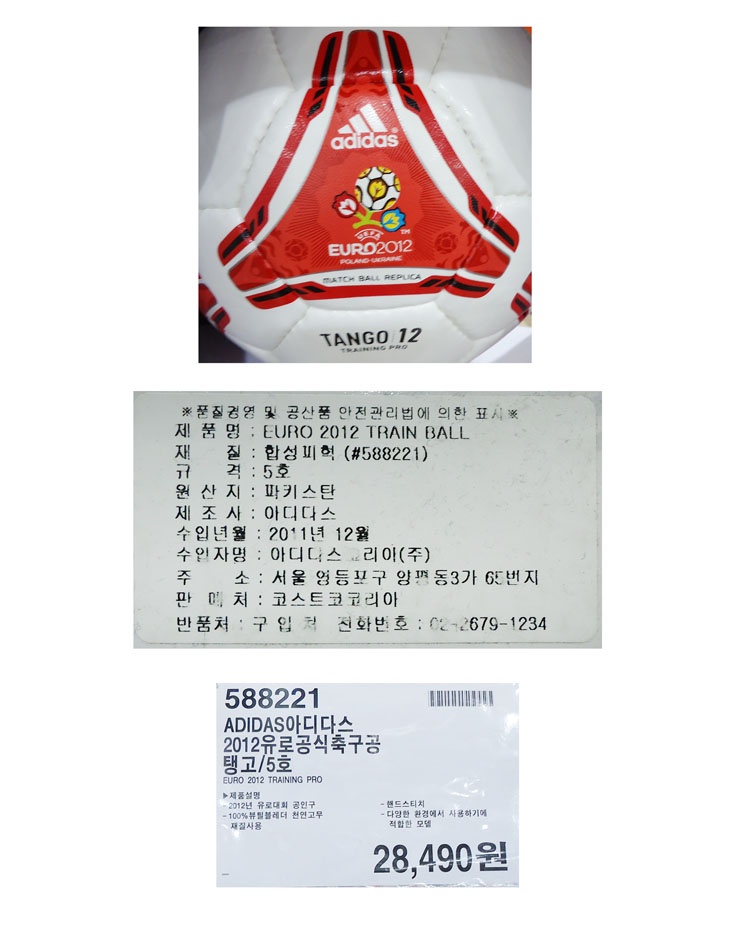 adidas
UEFA
EURO2012
POLAND-UKRAINE
MATCH BALL REPLICA
TANGO 12
TRAINING PRO
※품질경영 및 공산품 안전관리법에 의한 표시※
제 품 명 : EURO 2012 TRAIN BALL
재 질 : 합성피혁 (#588221)
규 격 : 5호
원 산 지 : 파키스탄
제 조 사 : 아디다스
수입년월 : 2011년 12월
수입자명 : 아디다스코리아(주)
주 소 : 서울 영등포구 양평동3가 65번지
판 매 처 : 코스트코코리아
반품처 : 구 입 처 전화번호 : 02-2679-1234
588221
ADIDAS아디다스
2012유로공식축구공
탱고/5호
EURO 2012 TRAINING PRO
▶제품설명
-2012년 유로대회 공인구
-100%뷰틸블레더 천연고무
재질사용
-핸드스티치
-다양한 환경에서 사용하기에
적합한 모델
28,490원